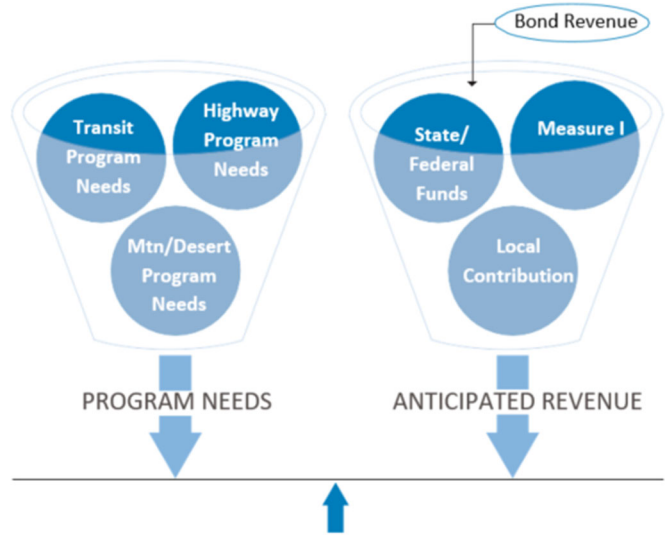 Bond Revenue
Transit
Program
Needs
Highway
Program
Needs
Mtn/Desert
Program
Needs
State/
Federal
Funds
Measure I
Local
Contribution
PROGRAM NEEDS
ANTICIPATED REVENUE